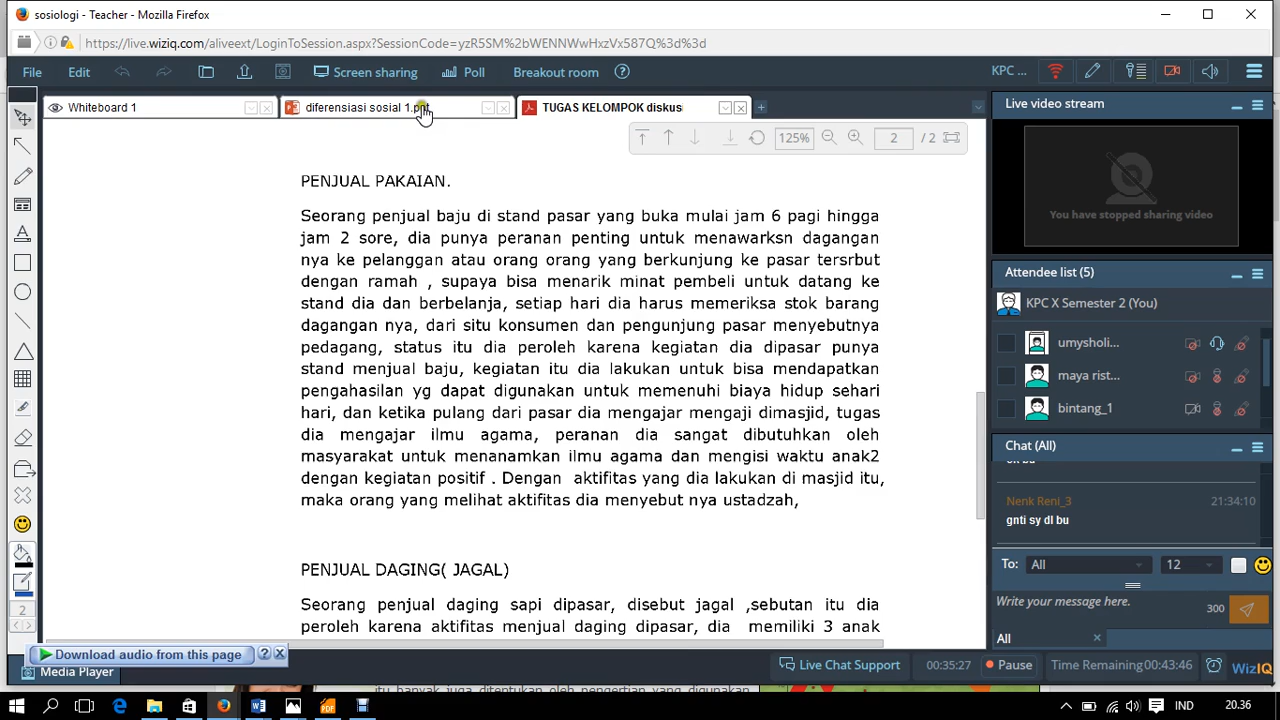 sosiologi - Teacher - Mozilla Firefox
https://live.wiziq.com/aliveext/LoginToSession.aspx?SessionCode=yzR5SM%2bWENNWwHxzVx587Q%3d%3d
File Edit Screen sharing Poll Breakout room ? KPC ...
Whiteboard 1 diferensiasi sosial 1.ppt TUGAS KELOMPOK diskus
125% 2 / 2
PENJUAL PAKAIAN.
Seorang penjual baju di stand pasar yang buka mulai jam 6 pagi hingga
jam 2 sore, dia punya peranan penting untuk menawarksn dagangan
nya ke pelanggan atau orang orang yang berkunjung ke pasar tersrbut
dengan ramah , supaya bisa menarik minat pembeli untuk datang ke
stand dia dan berbelanja, setiap hari dia harus memeriksa stok barang
dagangan nya, dari situ konsumen dan pengunjung pasar menyebutnya
pedagang, status itu dia peroleh karena kegiatan dia dipasar punya
stand menjual baju, kegiatan itu dia lakukan untuk bisa mendapatkan
pengahasilan yg dapat digunakan untuk memenuhi biaya hidup sehari
hari, dan ketika pulang dari pasar dia mengajar mengaji dimasjid, tugas
dia mengajar ilmu agama, peranan dia sangat dibutuhkan oleh
masyarakat untuk menanamkan ilmu agama dan mengisi waktu anak2
dengan kegiatan positif . Dengan aktifitas yang dia lakukan di masjid itu,
maka orang yang melihat aktifitas dia menyebut nya ustadzah,
PENJUAL DAGING( JAGAL)
Seorang penjual daging sapi dipasar, disebut jagal ,sebutan itu dia
peroleh karena aktifitas menjual daging dipasar, dia memiliki 3 anak
Live video stream
You have stopped sharing video
Attendee list (5)
KPC X Semester 2 (You)
umysholi...
maya rist...
bintang_1
Chat (All)
Nenk Reni_3 21:34:10
gnti sy dl bu
To: All 12
Write your message here. 300
All
2
Download audio from this page ?
Media Player
Live Chat Support 00:35:27 Pause Time Remaining 00:43:46 WizIQ
itu banyak juga ditentukan oleh pengertian yang digunakan
IND 20.36